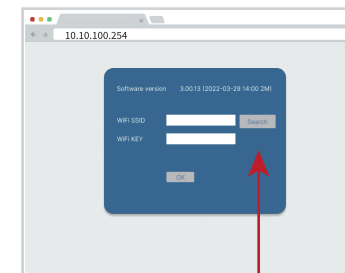 10.10.100.254
Software version 3.00.13 (2022-03-29 14:00 2M)
WiFi SSID Search
WiFi KEY
OK